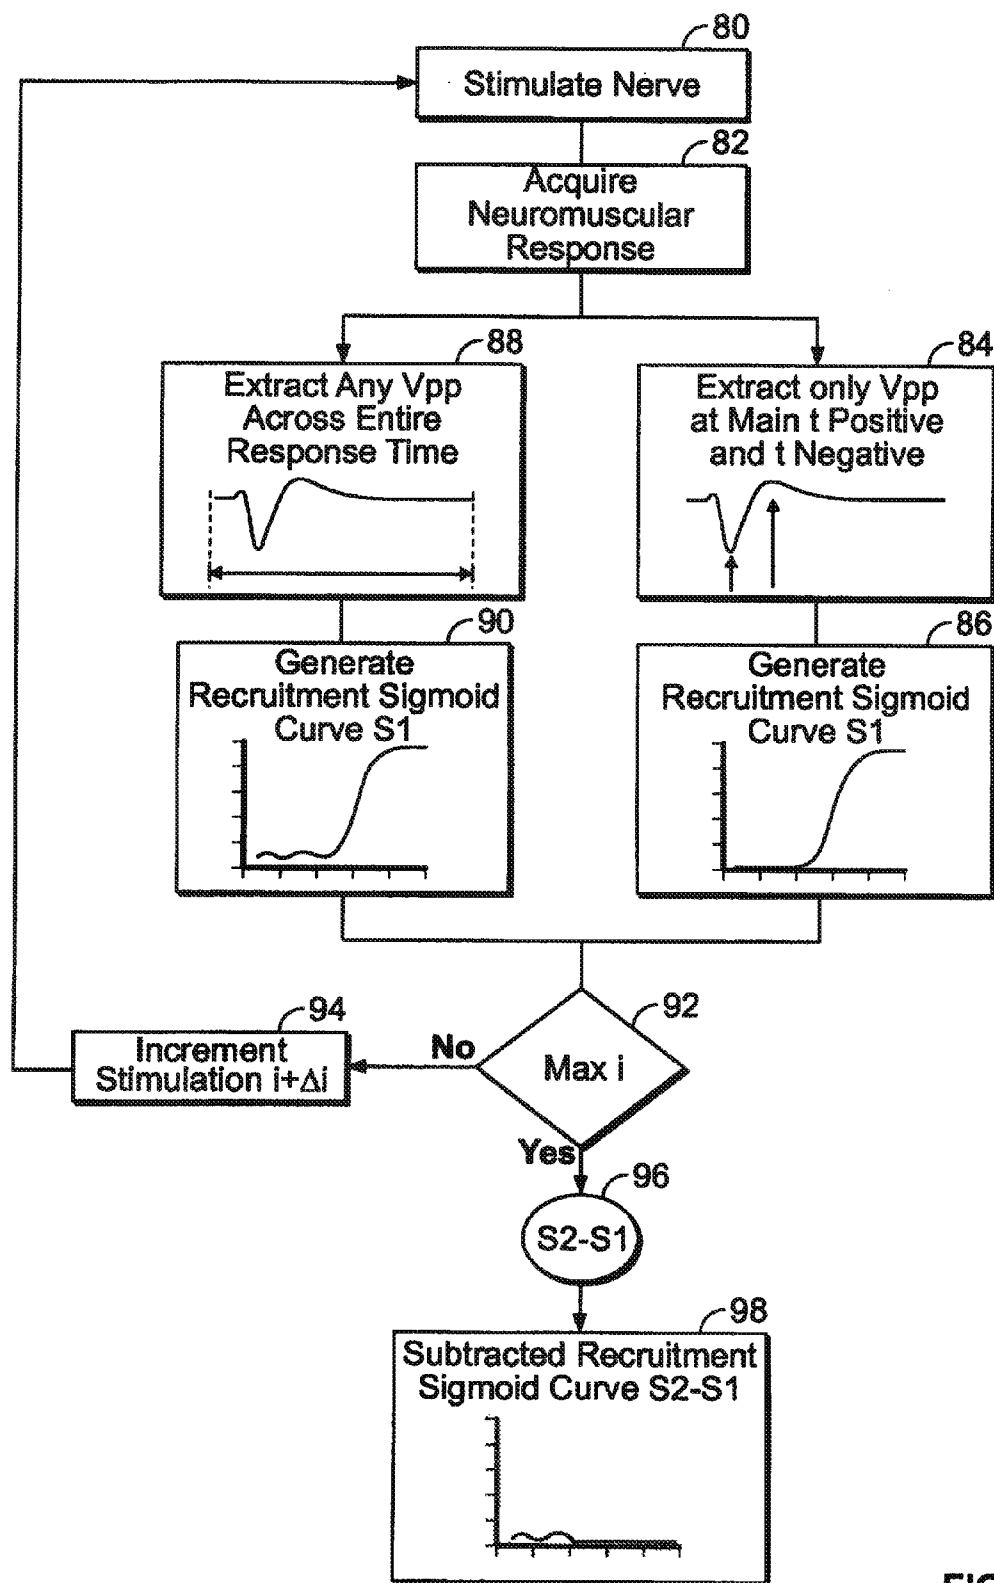 80
Stimulate Nerve
82
Acquire
Neuromuscular
Response
88
Extract Any Vpp
Across Entire
Response Time
84
Extract only Vpp
at Main t Positive
and t Negative
90
Generate
Recruitment Sigmoid
Curve S1
86
Generate
Recruitment Sigmoid
Curve S1
92
Max i
No
94
Increment
Stimulation i+Δi
Yes
96
S2-S1
98
Subtracted Recruitment
Sigmoid Curve S2-S1